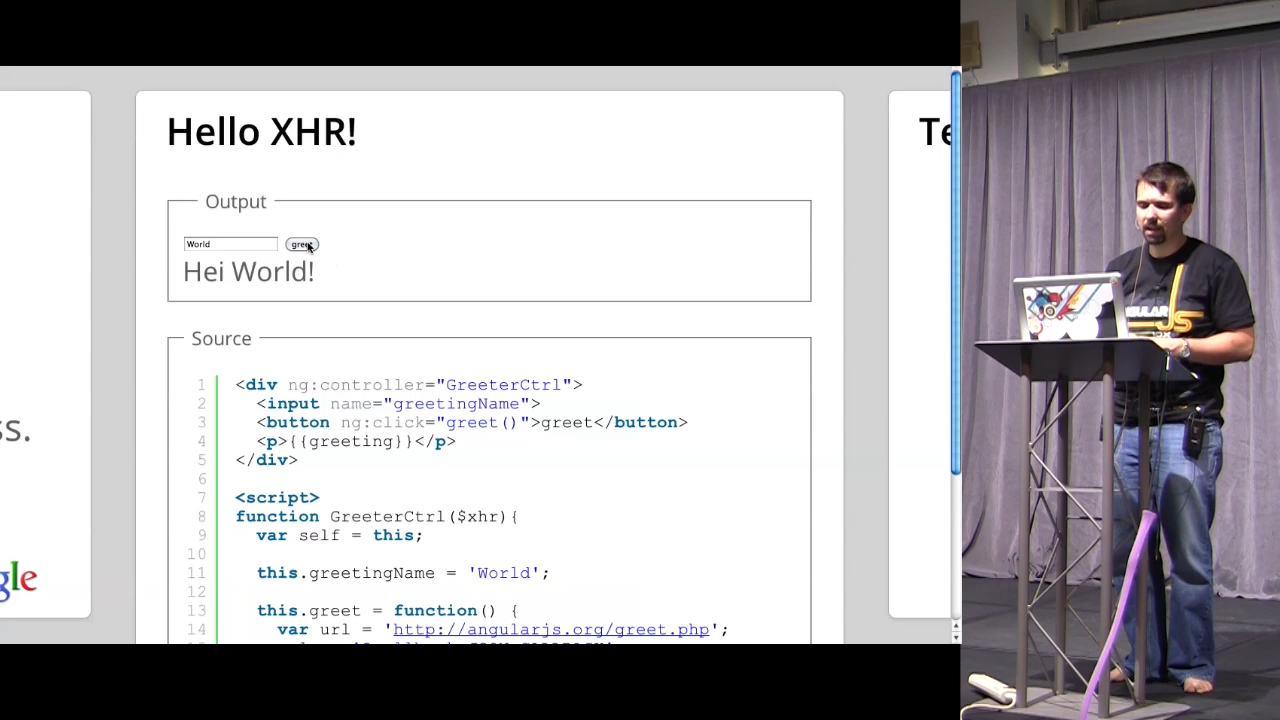 Hello XHR!
Te
Output
World
greet
Hei World!
Source
1 <div ng:controller="GreeterCtrl">
2 <input name="greetingName">
3 <button ng:click="greet()">greet</button>
4 <p>{{greeting}}</p>
5 </div>
6
7 <script>
8 function GreeterCtrl($xhr){
9 var self = this;
10
11 this.greetingName = 'World';
12
13 this.greet = function() {
14 var url = 'http://angularjs.org/greet.php';
ss.
gle
GULAR
JS